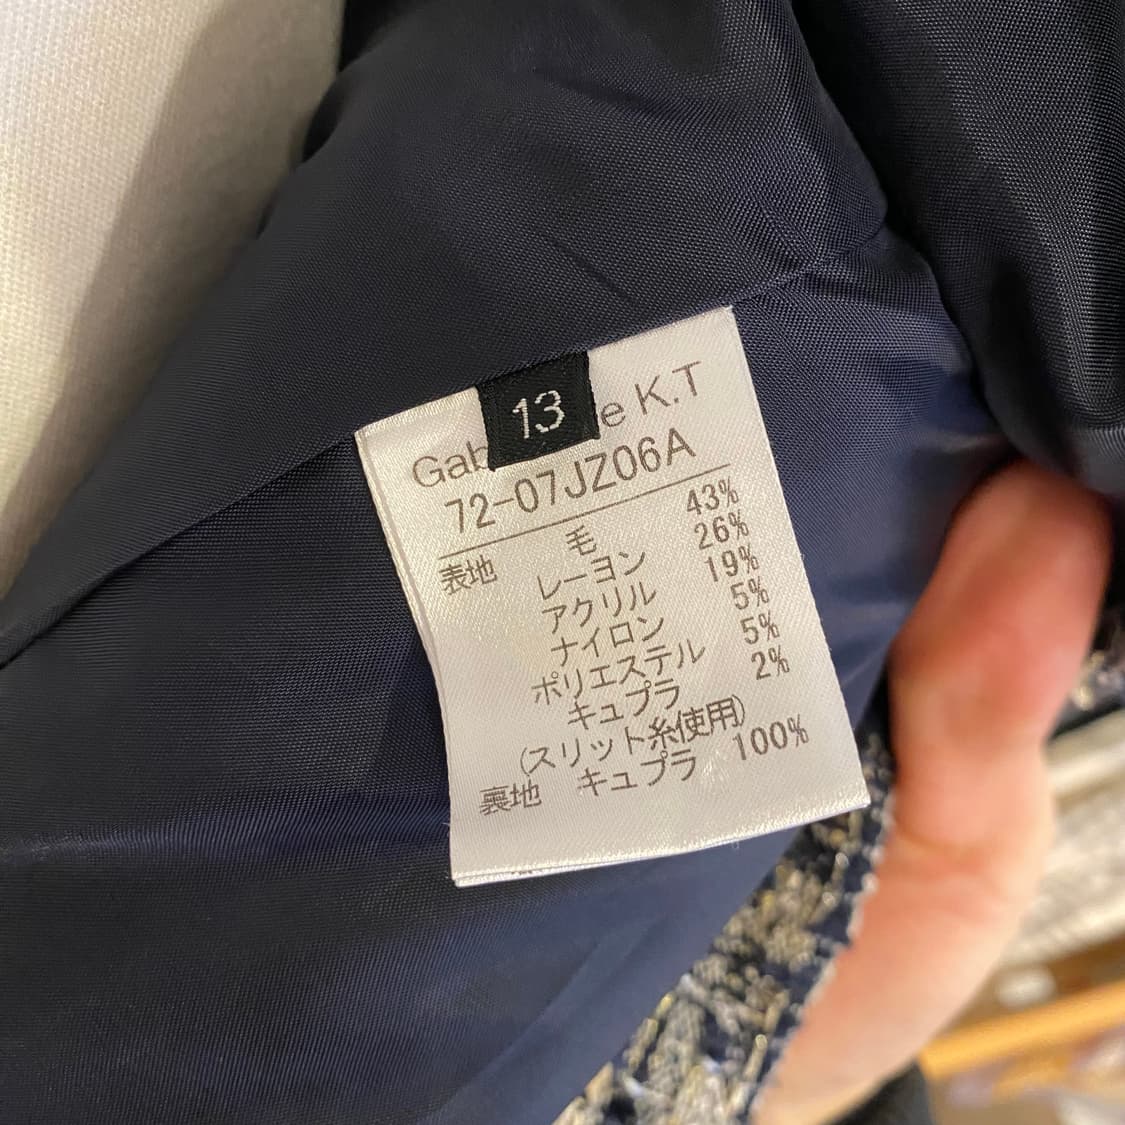 13
K.T
72-07JZ06A
表地 毛 43%
レーヨン 26%
アクリル 19%
ナイロン 5%
ポリエステル 5%
キュプラ 2%
(スリット糸使用)
裏地 キュプラ 100%